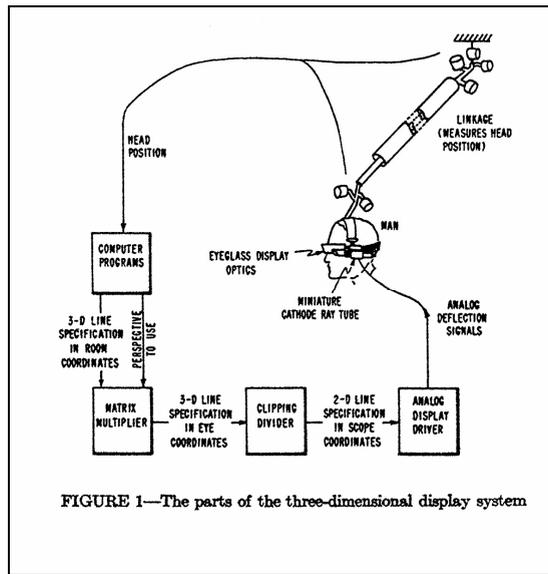 HEAD
POSITION
LINKAGE
(MEASURES HEAD
POSITION)
MAN
EYEGLASS DISPLAY
OPTICS
MINIATURE
CATHODE RAY TUBE
ANALOG
DEFLECTION
SIGNALS
COMPUTER
PROGRAMS
3-D LINE
SPECIFICATION
IN ROOM
COORDINATES
PERSPECTIVE
TO USE
MATRIX
MULTIPLIER
3-D LINE
SPECIFICATION
IN EYE
COORDINATES
CLIPPING
DIVIDER
2-D LINE
SPECIFICATION
IN SCOPE
COORDINATES
ANALOG
DISPLAY
DRIVER
FIGURE 1—The parts of the three-dimensional display system